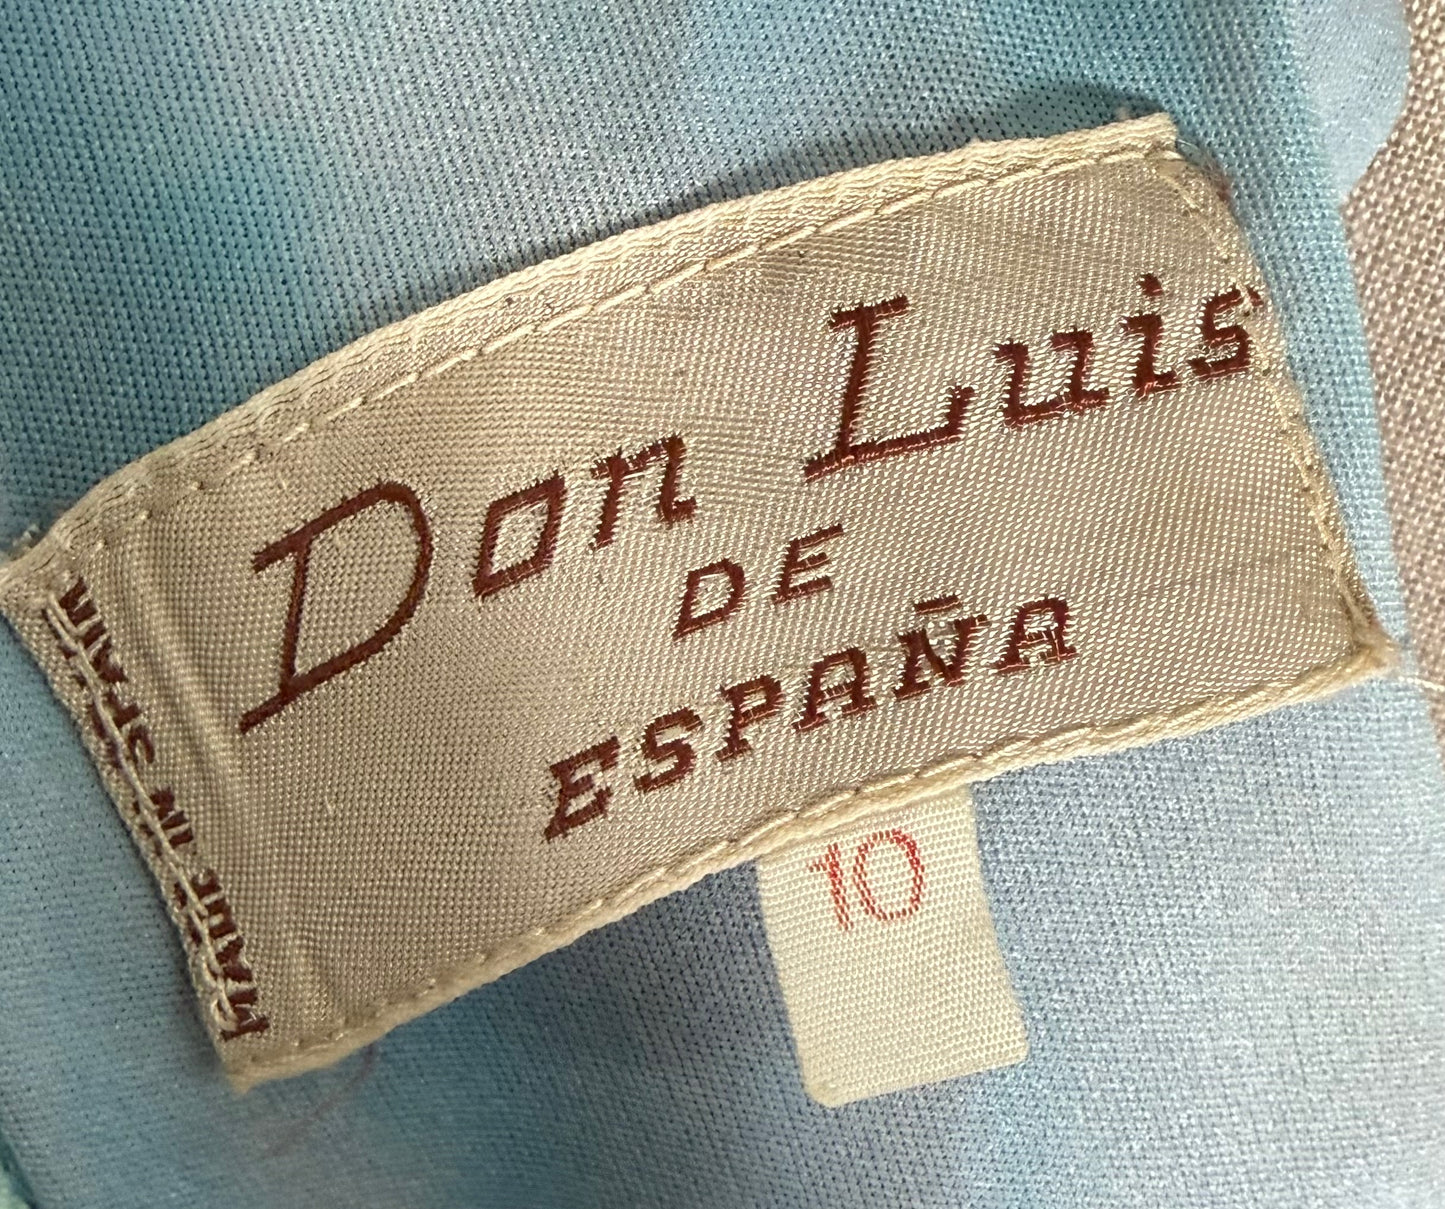 Don Luis
DE
ESPAÑA
MADE IN SPAIN
10